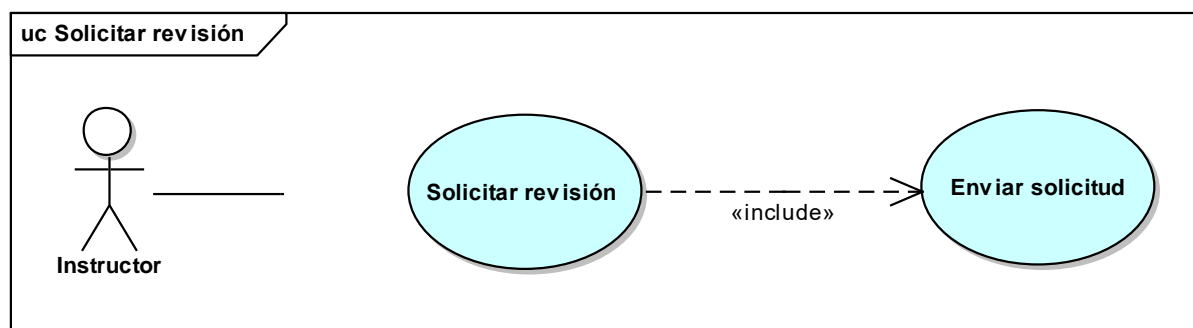 uc Solicitar revisión
Solicitar revisión
Enviar solicitud
«include»
Instructor